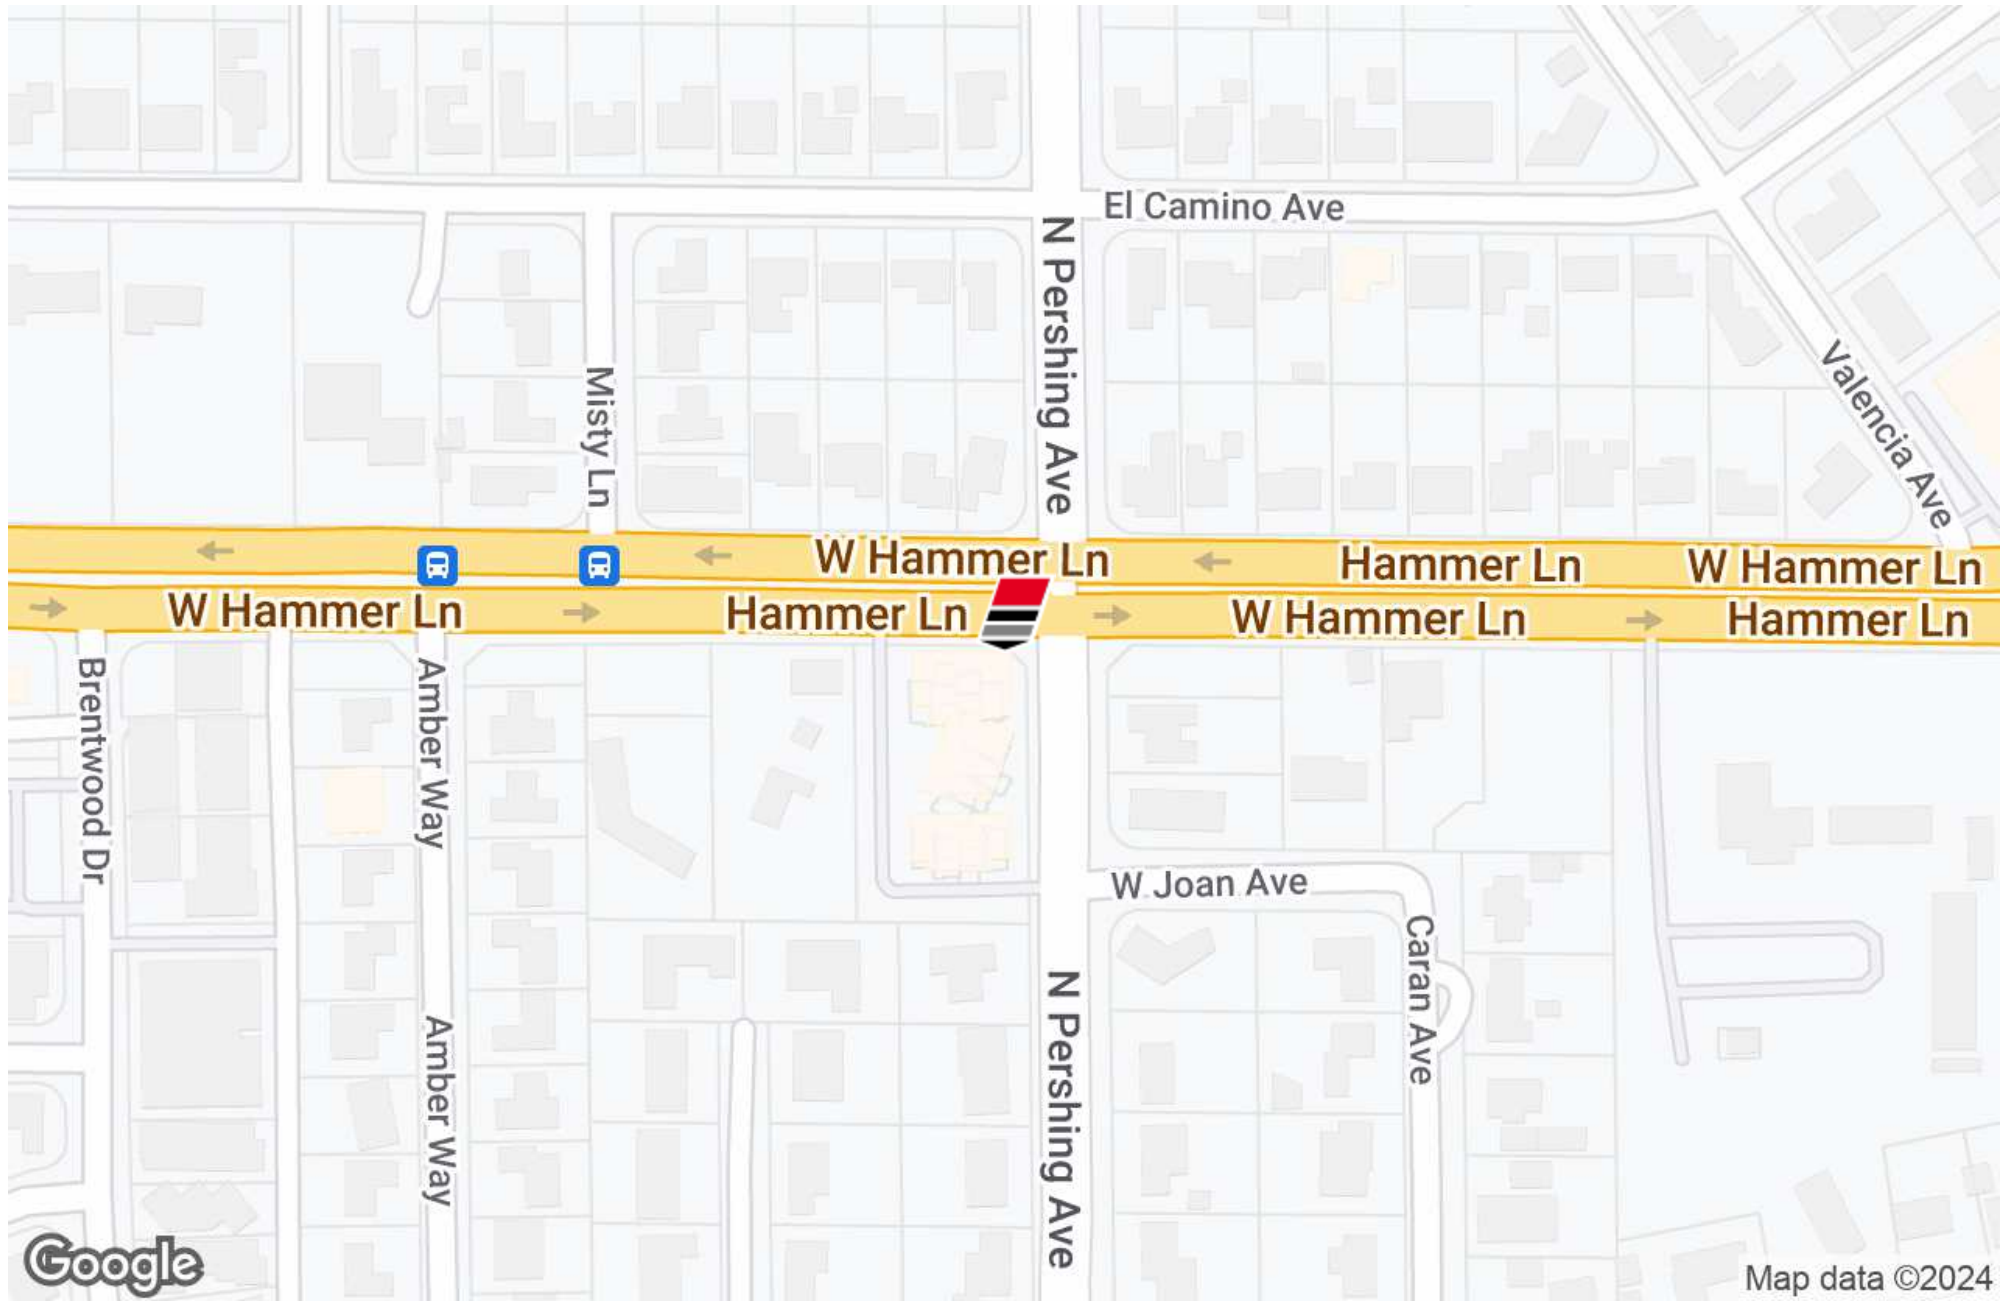 El Camino Ave
N Pershing Ave
Misty Ln
Valencia Ave
W Hammer Ln
Hammer Ln
W Hammer Ln
W Hammer Ln
Hammer Ln
W Hammer Ln
Hammer Ln
Brentwood Dr
Amber Way
W Joan Ave
Caran Ave
N Pershing Ave
Amber Way
Google
Map data ©2024